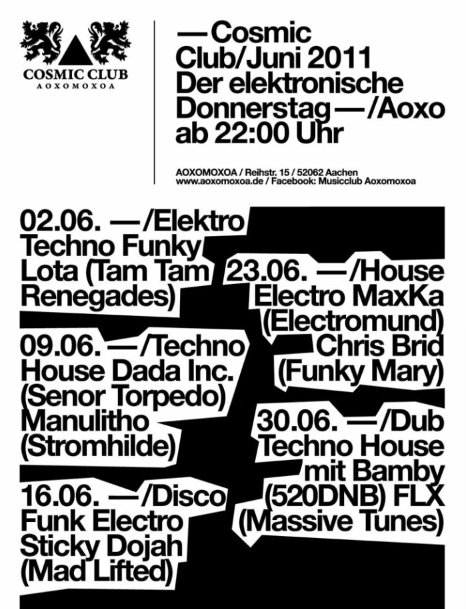 COSMIC CLUB
AOXOMOXOA
—Cosmic
Club/Juni 2011
Der elektronische
Donnerstag—/Aoxo
ab 22:00 Uhr
AOXOMOXOA / Reihstr. 15 / 52062 Aachen
www.aoxomoxoa.de / Facebook: Musicclub Aoxomoxoa
02.06. —/Elektro
Techno Funky
Lota (Tam Tam
Renegades)
09.06. —/Techno
House Dada Inc.
(Senor Torpedo)
Manulitho
(Stromhilde)
16.06. —/Disco
Funk Electro
Sticky Dojah
(Mad Lifted)
23.06. —/House
Electro MaxKa
(Electromund)
Chris Brid
(Funky Mary)
30.06. —/Dub
Techno House
mit Bamby
(520DNB) FLX
(Massive Tunes)